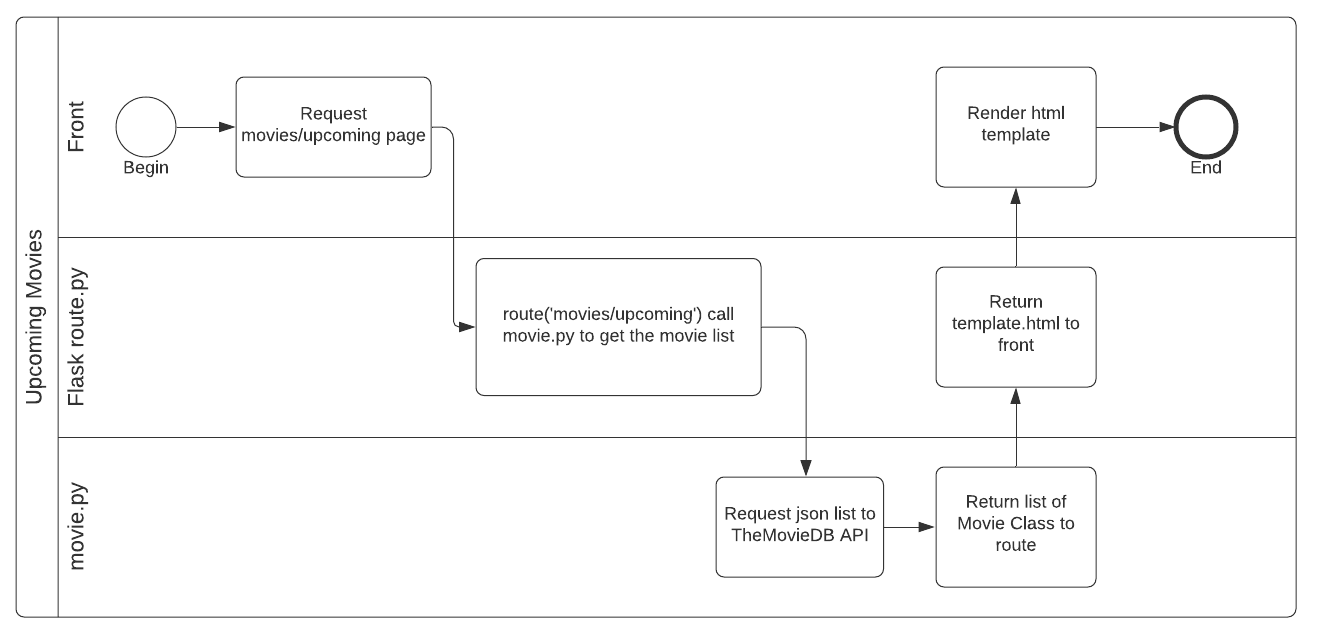 Upcoming Movies
Front
Begin
Request
movies/upcoming page
Render html
template
End
Flask route.py
route('movies/upcoming') call
movie.py to get the movie list
Return
template.html to
front
movie.py
Request json list to
TheMovieDB API
Return list of
Movie Class to
route